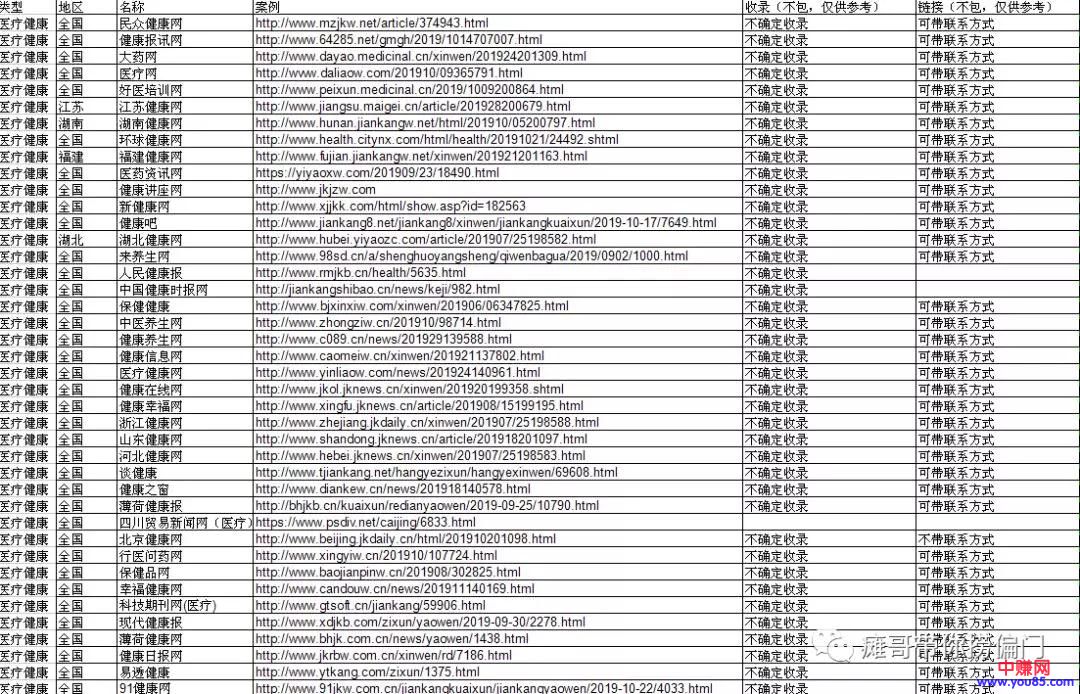 类型 地区 名称 案例 收录（不包，仅供参考） 链接（不包，仅供参考）
医疗健康 全国 民众健康网 http://www.mzjkw.net/article/374943.html 不确定收录 可带联系方式
医疗健康 全国 健康报讯网 http://www.64285.net/gmgh/2019/1014707007.html 不确定收录 可带联系方式
医疗健康 全国 大药网 http://www.dayao.medicinal.cn/xinwen/201924201309.html 不确定收录 可带联系方式
医疗健康 全国 医疗网 http://www.daliaow.com/201910/09365791.html 不确定收录 可带联系方式
医疗健康 全国 好医培训网 http://www.peixun.medicinal.cn/2019/1009200864.html 不确定收录 可带联系方式
医疗健康 江苏 江苏健康网 http://www.jiangsu.maigei.cn/article/201928200679.html 不确定收录 可带联系方式
医疗健康 湖南 湖南健康网 http://www.hunan.jiankangw.net/html/201910/05200797.html 不确定收录 可带联系方式
医疗健康 全国 环球健康网 http://www.health.citynx.com/html/health/20191021/24492.shtml 不确定收录 可带联系方式
医疗健康 福建 福建健康网 http://www.fujian.jiankangw.net/xinwen/201921201163.html 不确定收录 可带联系方式
医疗健康 全国 医药资讯网 https://yiyaoxw.com/201909/23/18490.html 不确定收录 可带联系方式
医疗健康 全国 健康讲座网 http://www.jkjzw.com 不确定收录 可带联系方式
医疗健康 全国 新健康网 http://www.xjjkk.com/html/show.asp?id=182563 不确定收录 可带联系方式
医疗健康 全国 健康吧 http://www.jiankang8.net/jiankang8/xinwen/jiankangkuaixun/2019-10-17/7649.html 不确定收录 可带联系方式
医疗健康 湖北 湖北健康网 http://www.hubei.yiyaozc.com/article/201907/25198582.html 不确定收录 可带联系方式
医疗健康 全国 来养生网 http://www.98sd.cn/a/shenghuoyangsheng/qiwenbagua/2019/0902/1000.html 不确定收录 可带联系方式
医疗健康 全国 人民健康报 http://www.rmjkb.cn/health/5635.html 不确定收录
医疗健康 全国 中国健康时报网 http://jiankangshibao.cn/news/keji/982.html 不确定收录
医疗健康 全国 保健健康 http://www.bjxinxiw.com/xinwen/201906/06347825.html 不确定收录 可带联系方式
医疗健康 全国 中医养生网 http://www.zhongziw.cn/201910/98714.html 不确定收录 可带联系方式
医疗健康 全国 健康养生网 http://www.c089.cn/news/201929139588.html 不确定收录 可带联系方式
医疗健康 全国 健康信息网 http://www.caomeiw.cn/xinwen/201921137802.html 不确定收录 可带联系方式
医疗健康 全国 医疗健康网 http://www.yinliaow.com/news/201924140961.html 不确定收录 可带联系方式
医疗健康 全国 健康在线网 http://www.jkol.jknews.cn/xinwen/201920199358.shtml 不确定收录 可带联系方式
医疗健康 全国 健康幸福网 http://www.xingfu.jknews.cn/article/201908/15199195.html 不确定收录 可带联系方式
医疗健康 全国 浙江健康网 http://www.zhejiang.jkdaily.cn/xinwen/201907/25198588.html 不确定收录 可带联系方式
医疗健康 全国 山东健康网 http://www.shandong.jknews.cn/article/201918201097.html 不确定收录 可带联系方式
医疗健康 全国 河北健康网 http://www.hebei.jknews.cn/xinwen/201907/25198583.html 不确定收录 可带联系方式
医疗健康 全国 谈健康 http://www.tjiankang.net/hangyezixun/hangyexinwen/69608.html 不确定收录 可带联系方式
医疗健康 全国 健康之窗 http://www.diankew.cn/news/201918140578.html 不确定收录 可带联系方式
医疗健康 全国 薄荷健康报 http://bhjkb.cn/kuaixun/redianyaowen/2019-09-25/10790.html 不确定收录 可带联系方式
医疗健康 全国 四川贸易新闻网（医疗） https://www.psdiv.net/caijing/6833.html
医疗健康 全国 北京健康网 http://www.beijing.jkdaily.cn/html/201910201098.html 不确定收录 不带联系方式
医疗健康 全国 行医问药网 http://www.xingyiw.cn/201910/107724.html 不确定收录 可带联系方式
医疗健康 全国 保健品网 http://www.baojianpinw.cn/201908/302825.html 不确定收录 可带联系方式
医疗健康 全国 幸福健康网 http://www.candouw.cn/news/201911140169.html 不确定收录 可带联系方式
医疗健康 全国 科技期刊网(医疗) http://www.gtsoft.cn/jiankang/59906.html 不确定收录 可带联系方式
医疗健康 全国 现代健康报 http://www.xdjkb.com/zixun/yaowen/2019-09-30/2278.html 不确定收录 可带联系方式
医疗健康 全国 薄荷健康网 http://www.bhjk.com.cn/news/yaowen/1438.html 不确定收录 可带联系方式
医疗健康 全国 健康日报网 http://www.jkrbw.com.cn/xinwen/rd/7186.html 不确定收录 可带联系方式
医疗健康 全国 易透健康 http://www.ytkang.com/zixun/1375.html 不确定收录 可带联系方式
医疗健康 全国 91健康网 http://www.91jkw.com.cn/jiankangkuaixun/jiankangyaowen/2019-10-22/4033.html 不确定收录 可带联系方式
瘫哥带你捞偏门
中赚网
www.you85.com